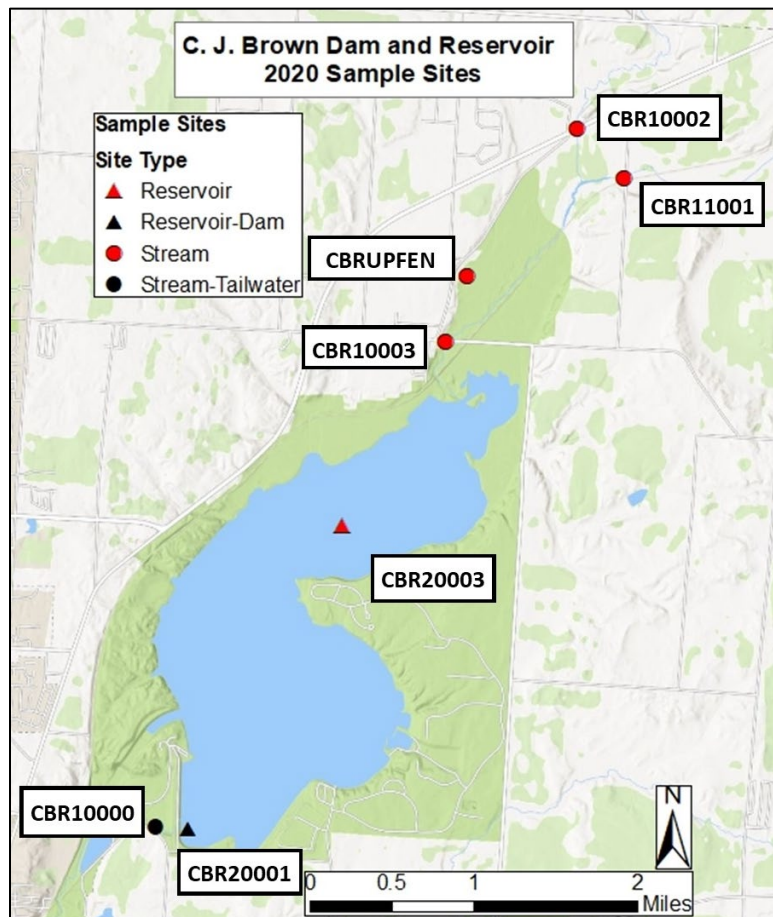 C. J. Brown Dam and Reservoir
2020 Sample Sites
Sample Sites
Site Type
Reservoir
Reservoir-Dam
Stream
Stream-Tailwater
CBR10002
CBR11001
CBRUPFEN
CBR10003
CBR20003
CBR10000
CBR20001
N
0 0.5 1 2
Miles